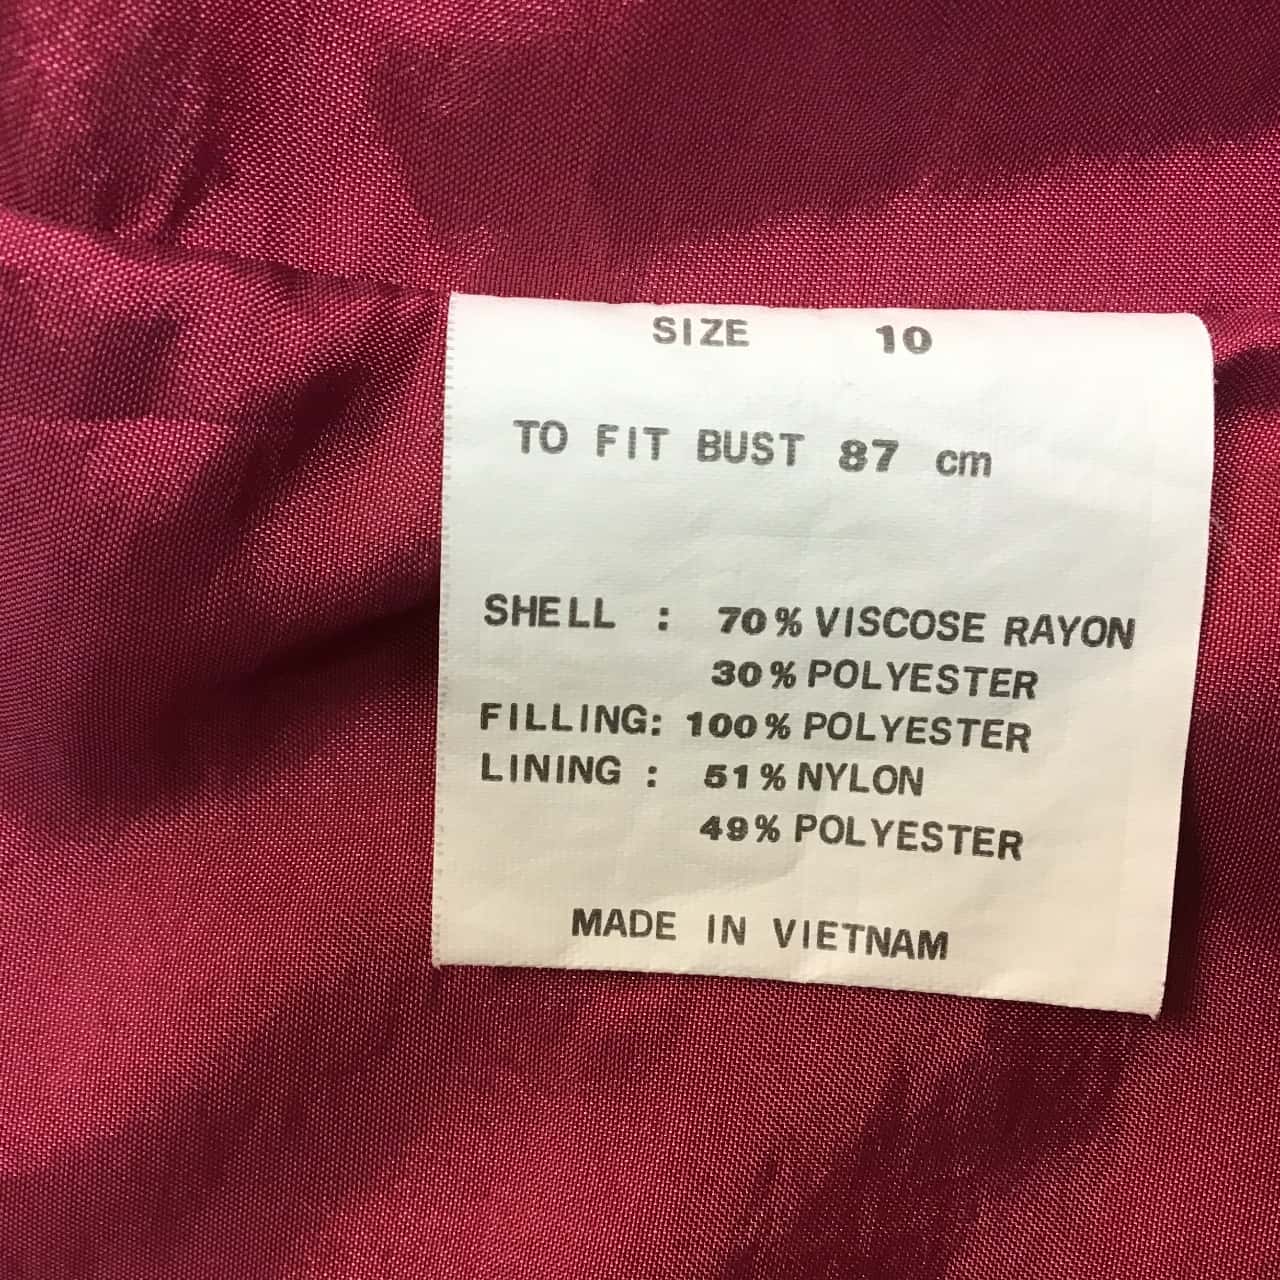 SIZE 10
TO FIT BUST 87 cm
SHELL : 70% VISCOSE RAYON
30% POLYESTER
FILLING: 100% POLYESTER
LINING : 51% NYLON
49% POLYESTER
MADE IN VIETNAM